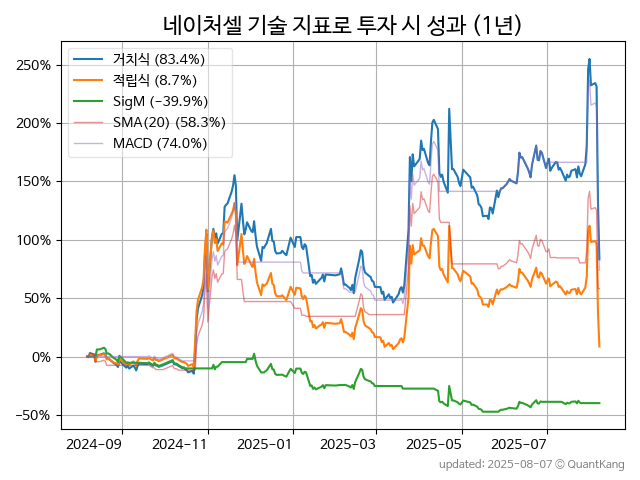 네이처셀 기술 지표로 투자 시 성과 (1년)
250%
200%
150%
100%
50%
0%
−50%
거치식 (83.4%)
적립식 (8.7%)
SigM (−39.9%)
SMA(20) (58.3%)
MACD (74.0%)
2024-09
2024-11
2025-01
2025-03
2025-05
2025-07
updated: 2025-08-07 © QuantKang